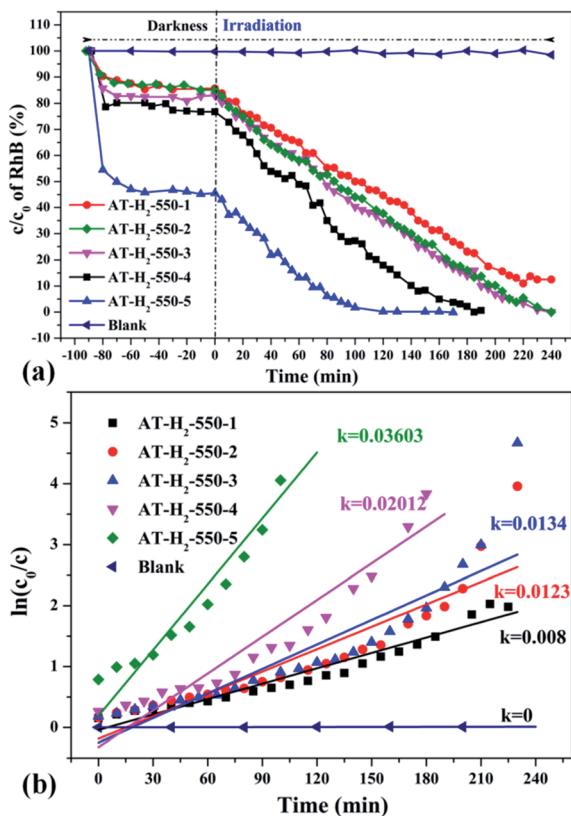 Darkness Irradiation
c/c₀ of RhB (%)
110
100
90
80
70
60
50
40
30
20
10
0
-10
AT-H₂-550-1
AT-H₂-550-2
AT-H₂-550-3
AT-H₂-550-4
AT-H₂-550-5
Blank
-100 -80 -60 -40 -20 0 20 40 60 80 100 120 140 160 180 200 220 240
(a)
Time (min)
ln(c₀/c)
5
4
3
2
1
0
AT-H₂-550-1
AT-H₂-550-2
AT-H₂-550-3
AT-H₂-550-4
AT-H₂-550-5
Blank
k=0.03603
k=0.02012
k=0.0134
k=0.0123
k=0.008
k=0
0 30 60 90 120 150 180 210 240
(b)
Time (min)